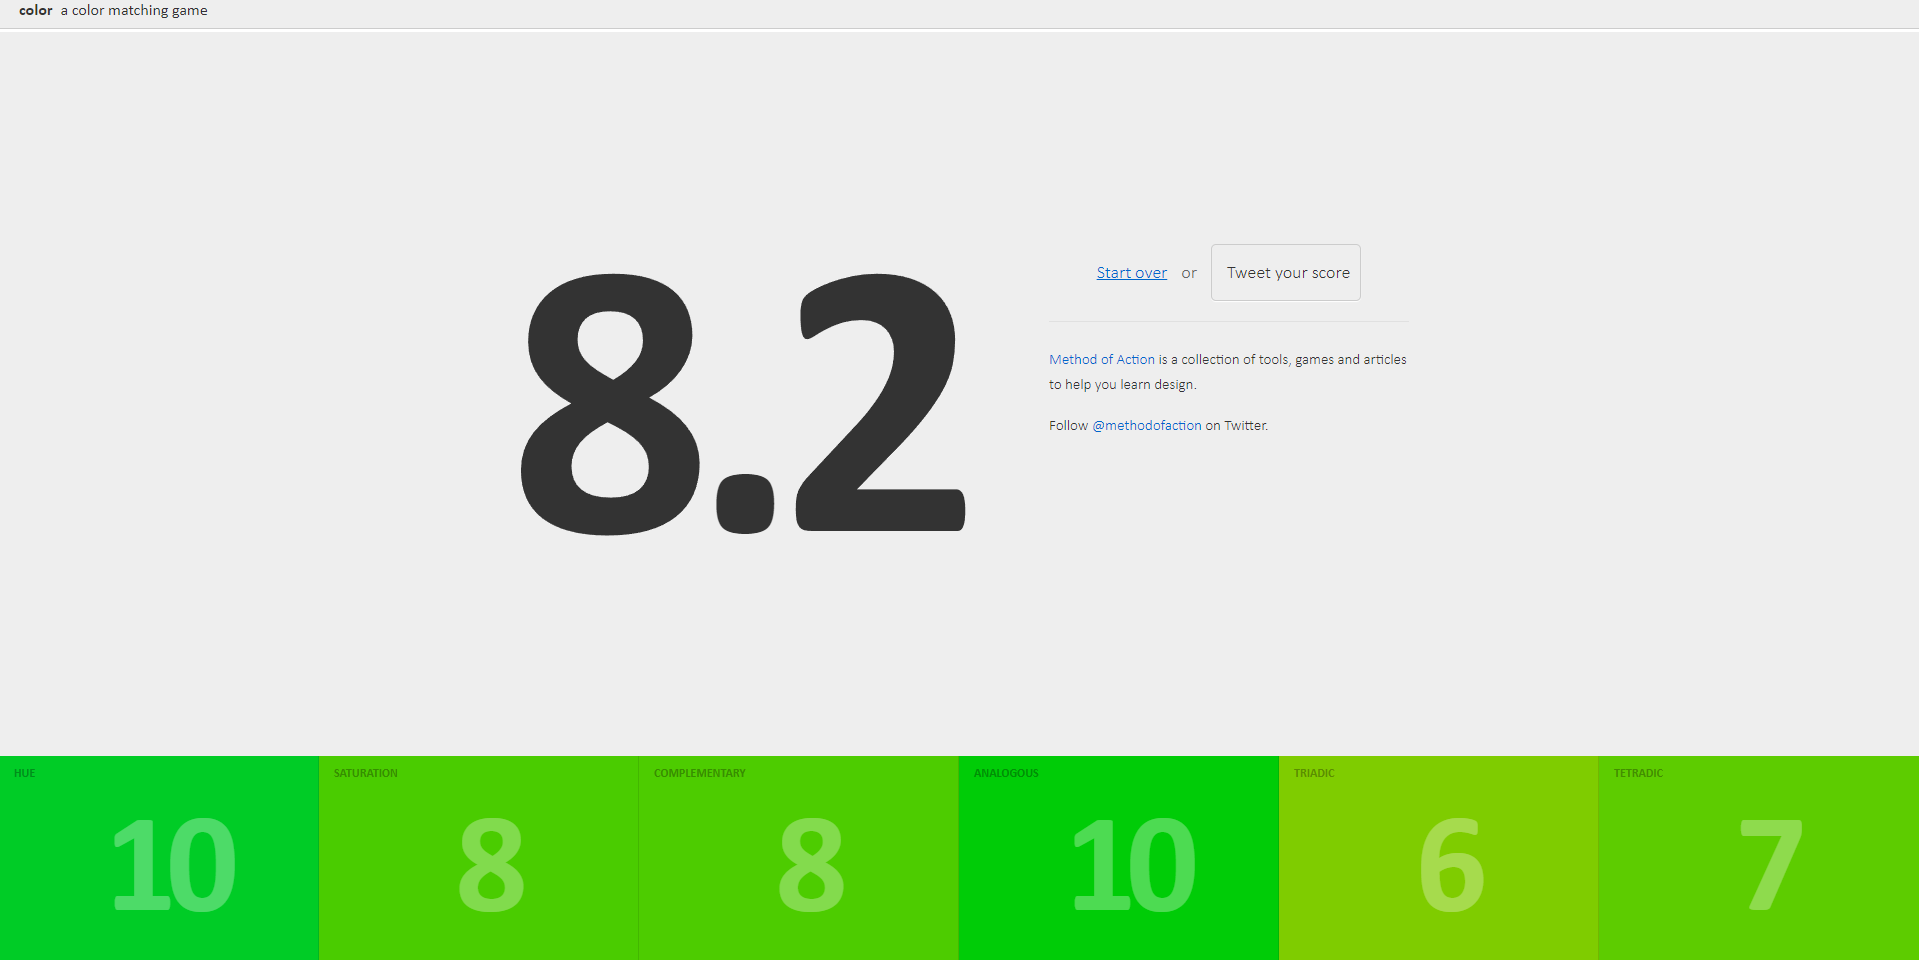 color a color matching game
8.2
Start over or Tweet your score
Method of Action is a collection of tools, games and articles
to help you learn design.
Follow @methodofaction on Twitter.
HUE
10
SATURATION
8
COMPLEMENTARY
8
ANALOGOUS
10
TRIADIC
6
TETRADIC
7